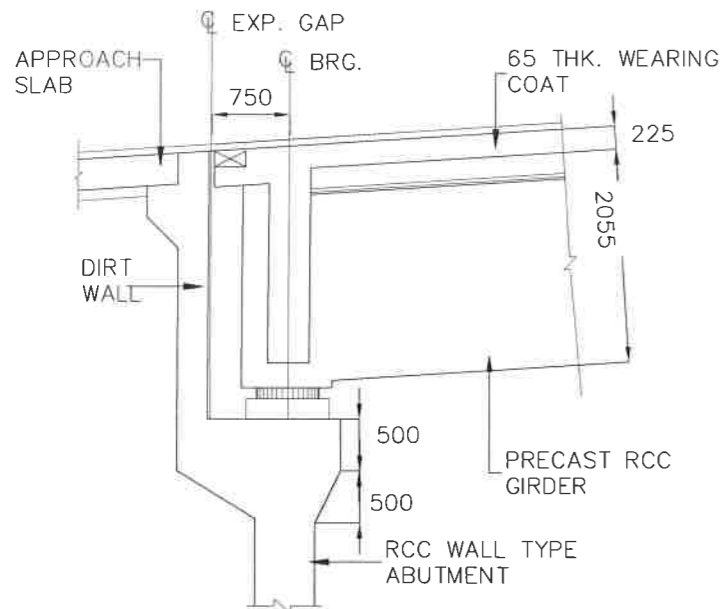 ℄ EXP. GAP
℄ BRG.
APPROACH
SLAB
65 THK. WEARING
COAT
750
225
2055
DIRT
WALL
500
500
PRECAST RCC
GIRDER
RCC WALL TYPE
ABUTMENT